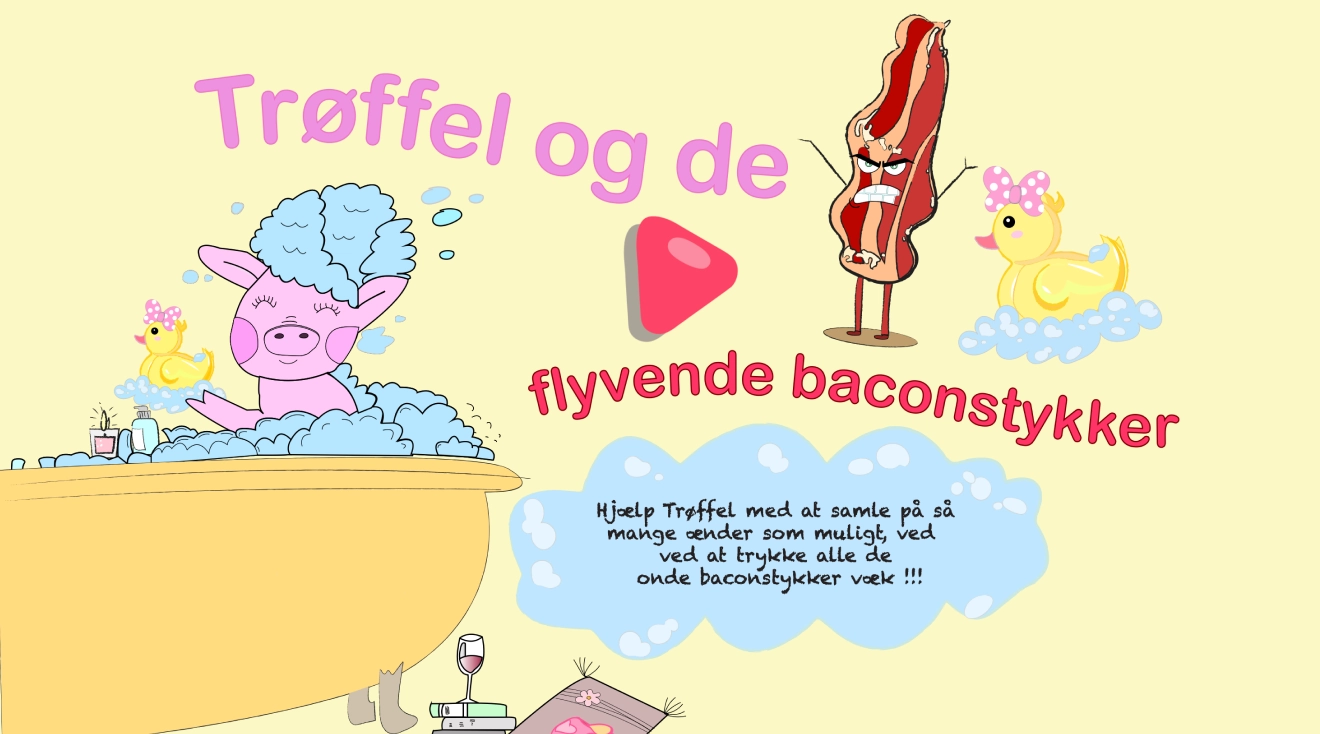 Trøffel og de
flyvende baconstykker
Hjælp Trøffel med at samle på så
mange ænder som muligt, ved
ved at trykke alle de
onde baconstykker væk !!!